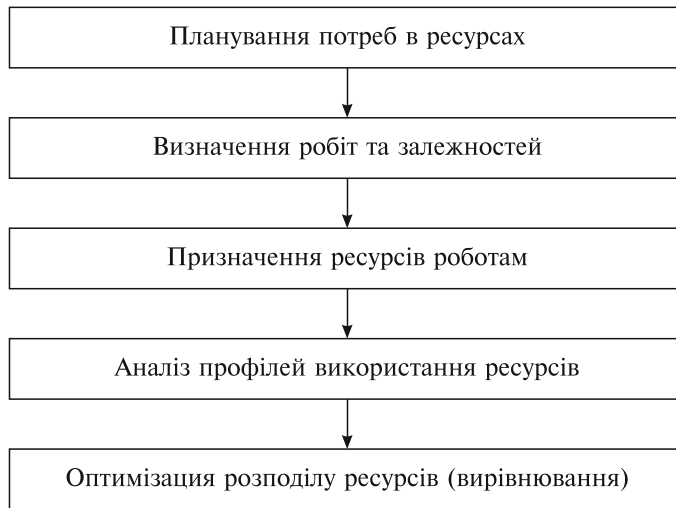 Планування потреб в ресурсах
Визначення робіт та залежностей
Призначення ресурсів роботам
Аналіз профілей використання ресурсів
Оптимізация розподілу ресурсів (вирівнювання)